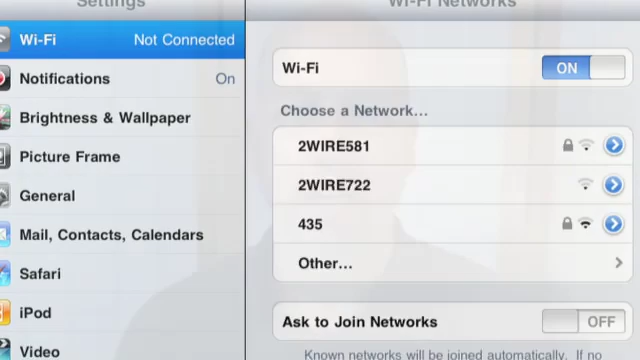 Settings
Wi-Fi Networks
Wi-Fi Not Connected
Notifications On
Brightness & Wallpaper
Picture Frame
General
Mail, Contacts, Calendars
Safari
iPod
Video
Wi-Fi ON
Choose a Network...
2WIRE581
2WIRE722
435
Other...
Ask to Join Networks OFF
Known networks will be joined automatically. If no